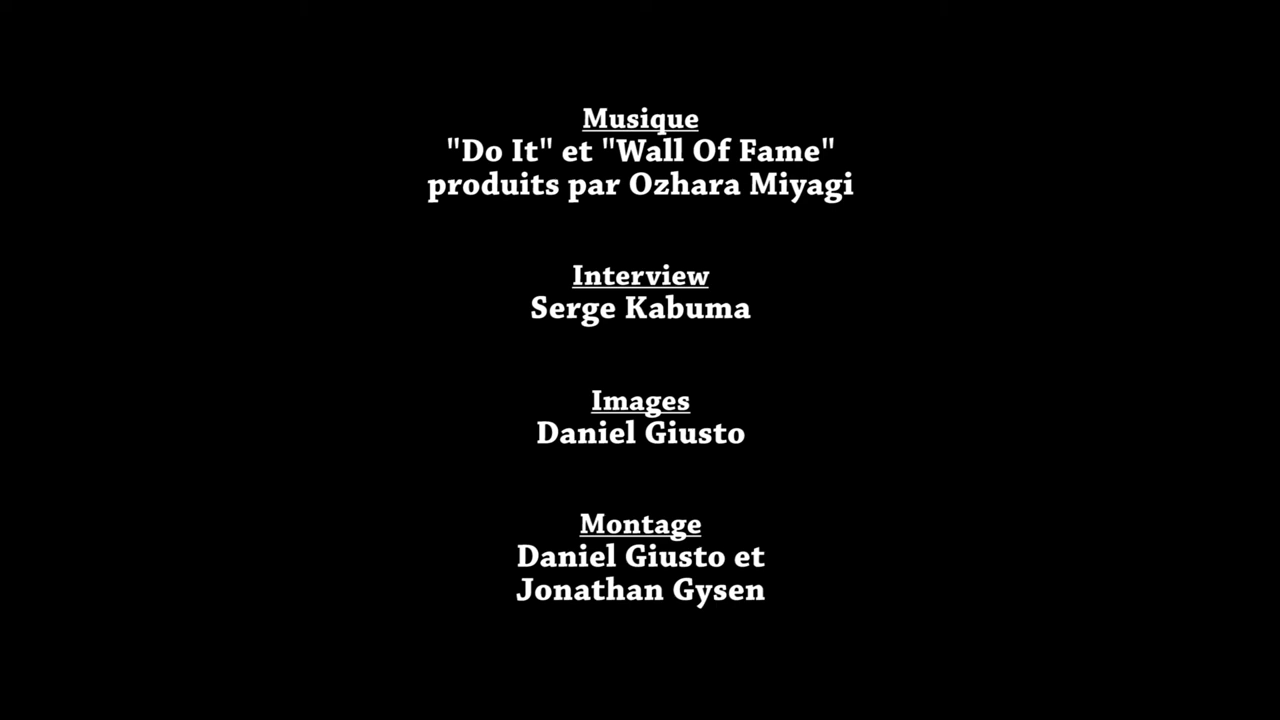 Musique
"Do It" et "Wall Of Fame"
produits par Ozhara Miyagi
Interview
Serge Kabuma
Images
Daniel Giusto
Montage
Daniel Giusto et
Jonathan Gysen